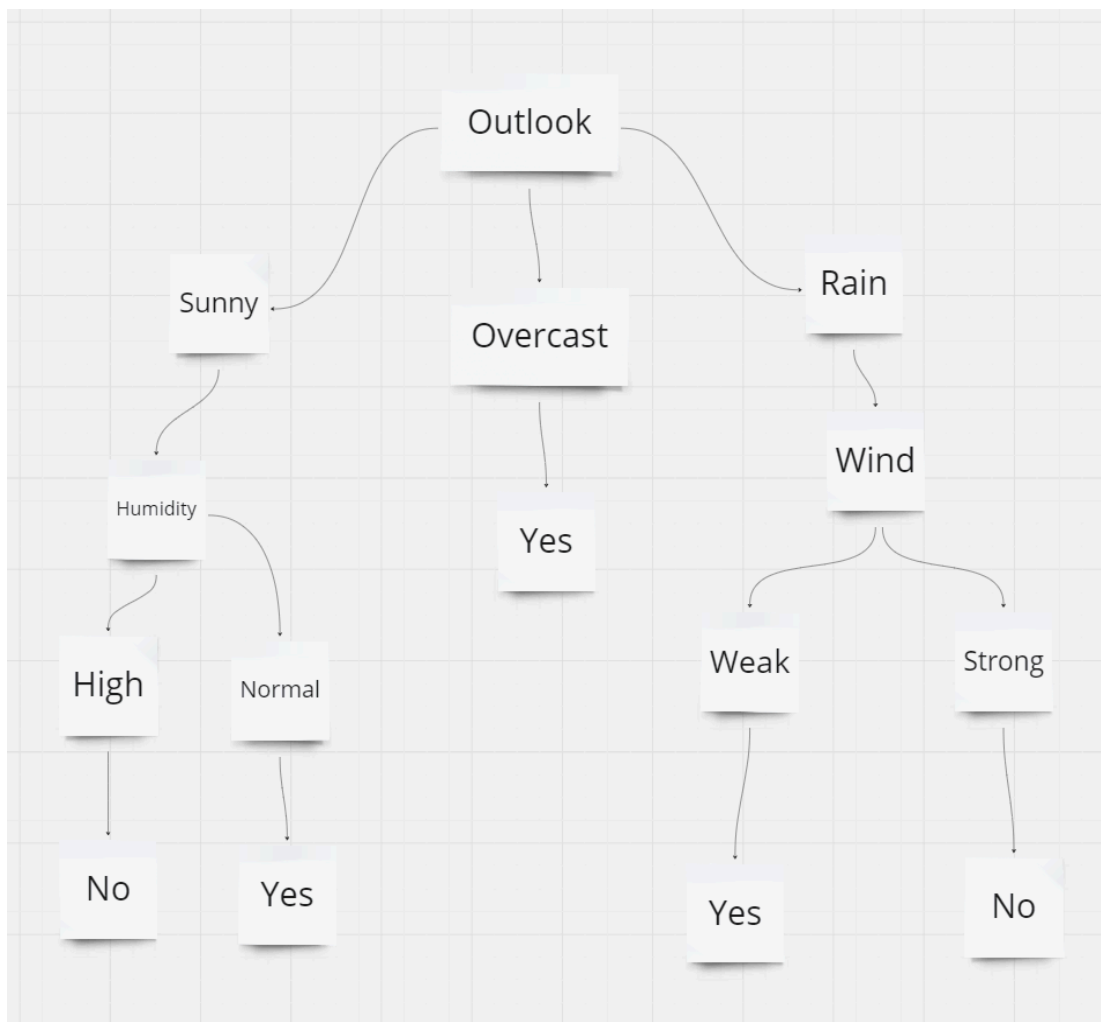 Outlook
Sunny
Overcast
Rain
Humidity
Wind
Yes
High
Normal
Weak
Strong
No
Yes
Yes
No